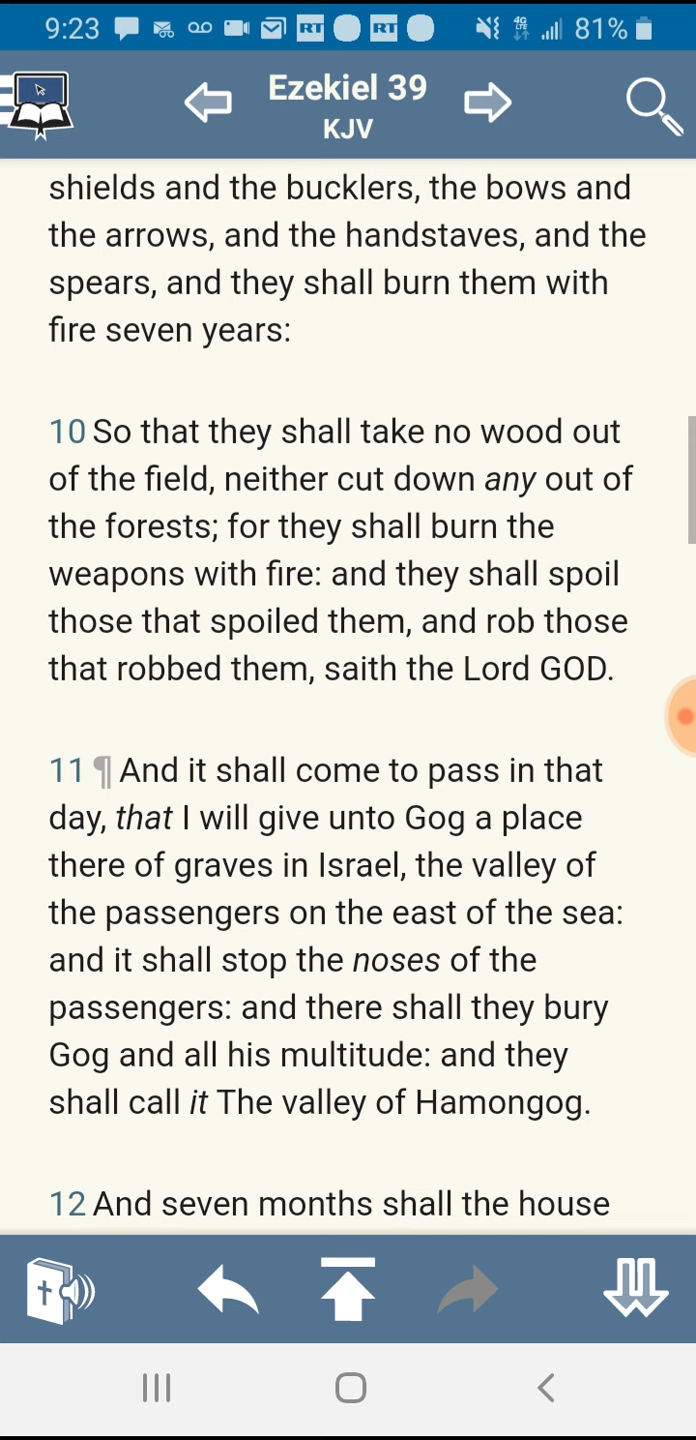 9:23 RT RT 4G LTE 81%
Ezekiel 39
KJV
shields and the bucklers, the bows and
the arrows, and the handstaves, and the
spears, and they shall burn them with
fire seven years:
10 So that they shall take no wood out
of the field, neither cut down any out of
the forests; for they shall burn the
weapons with fire: and they shall spoil
those that spoiled them, and rob those
that robbed them, saith the Lord GOD.
11 ¶ And it shall come to pass in that
day, that I will give unto Gog a place
there of graves in Israel, the valley of
the passengers on the east of the sea:
and it shall stop the noses of the
passengers: and there shall they bury
Gog and all his multitude: and they
shall call it The valley of Hamongog.
12 And seven months shall the house